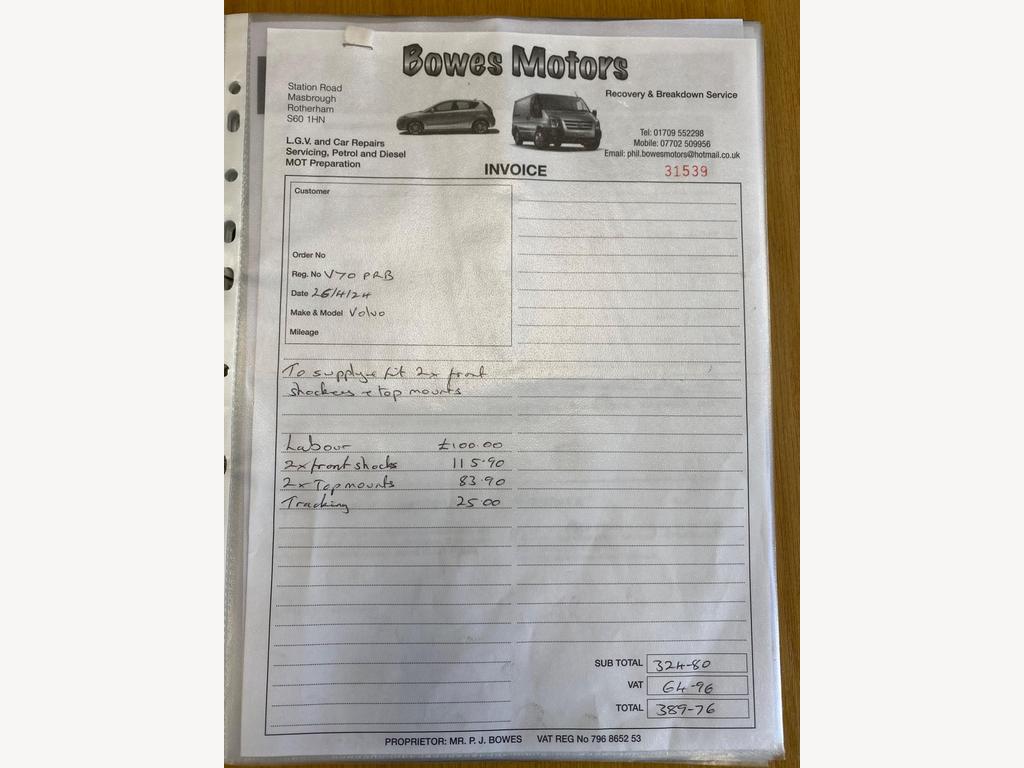 Bowes Motors
Station Road
Masbrough
Rotherham
S60 1HN
L.G.V. and Car Repairs
Servicing, Petrol and Diesel
MOT Preparation
Recovery & Breakdown Service
Tel: 01709 552298
Mobile: 07702 509956
Email: phil.bowesmotors@hotmail.co.uk
INVOICE
31539
Customer
Order No
Reg. No V70 PRB
Date 26/4/24
Make & Model Volvo
Mileage
To supply & fit 2x front
shockers & top mounts
Labour £100.00
2x front shocks 115.90
2x Top mounts 83.90
Tracking 25.00
SUB TOTAL 324-80
VAT 64-96
TOTAL 389-76
PROPRIETOR: MR. P. J. BOWES VAT REG No 796 8652 53